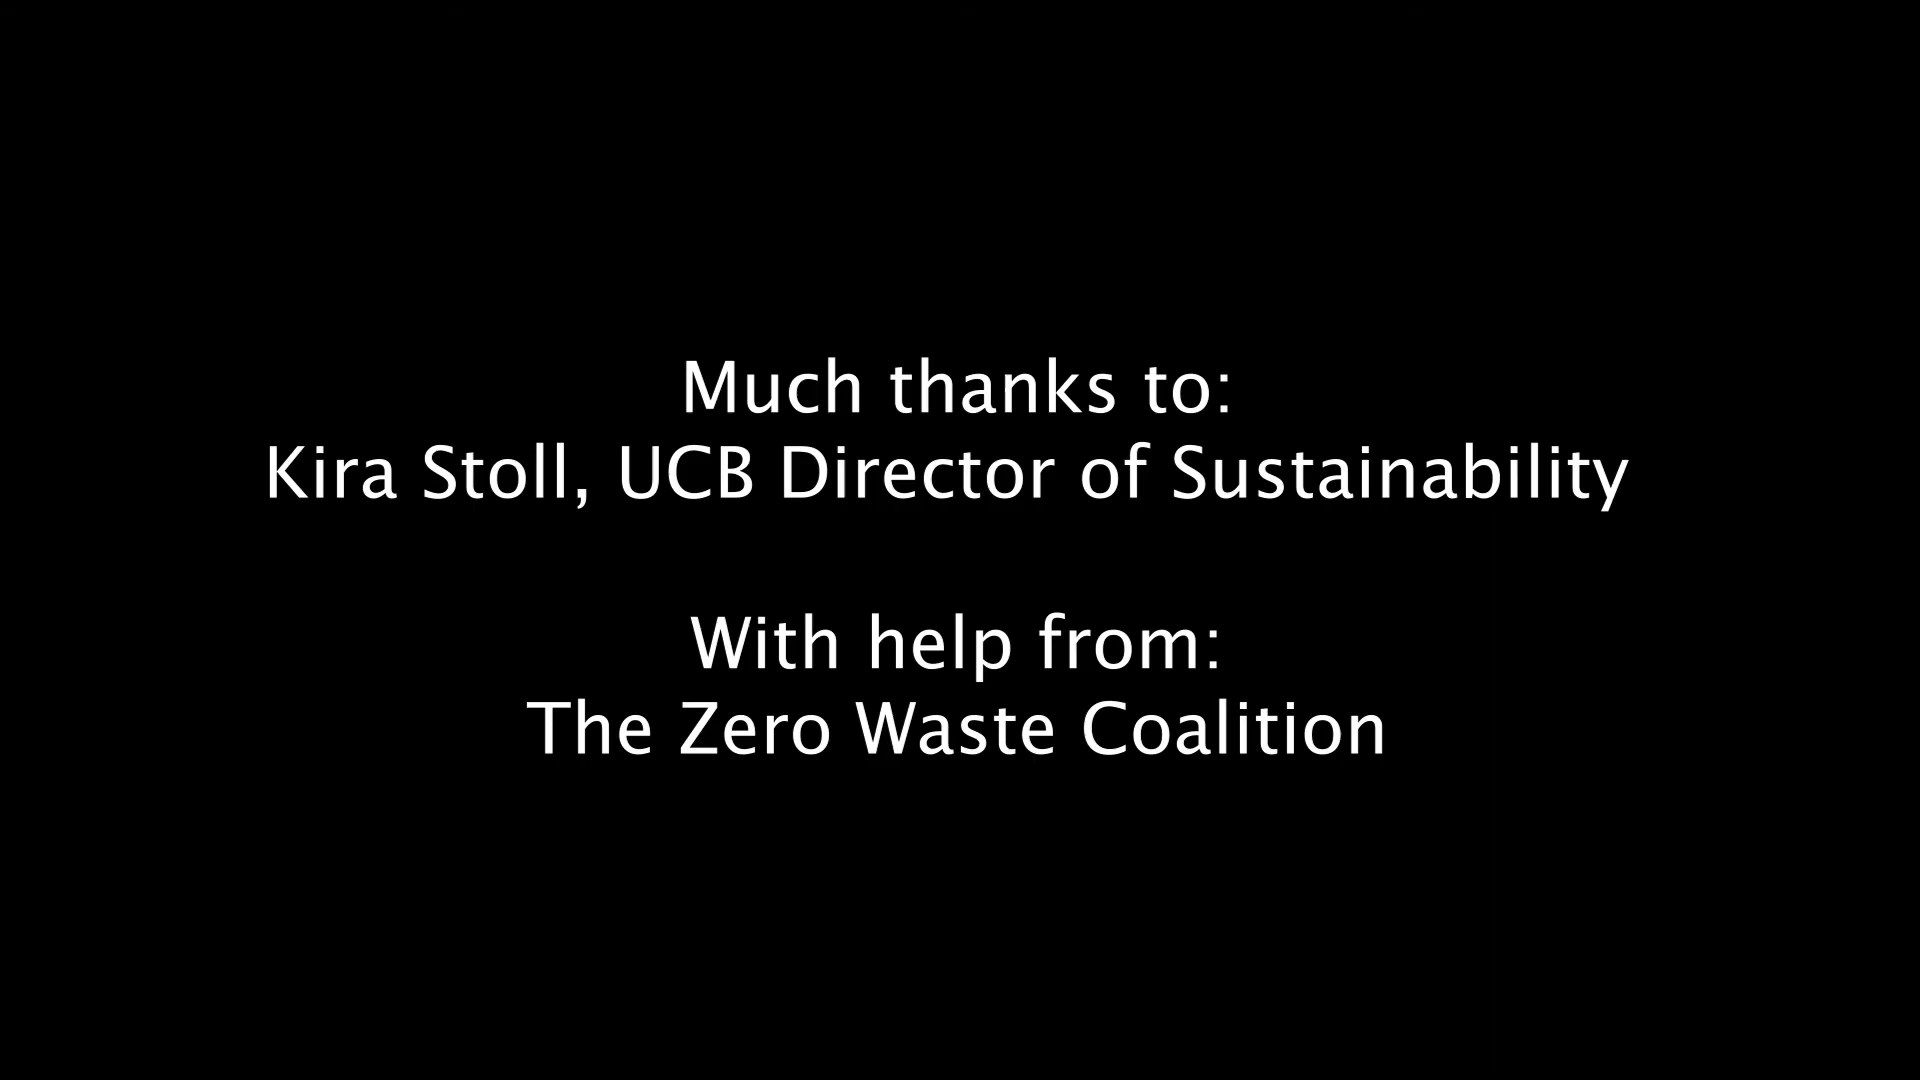 Much thanks to:
Kira Stoll, UCB Director of Sustainability
With help from:
The Zero Waste Coalition